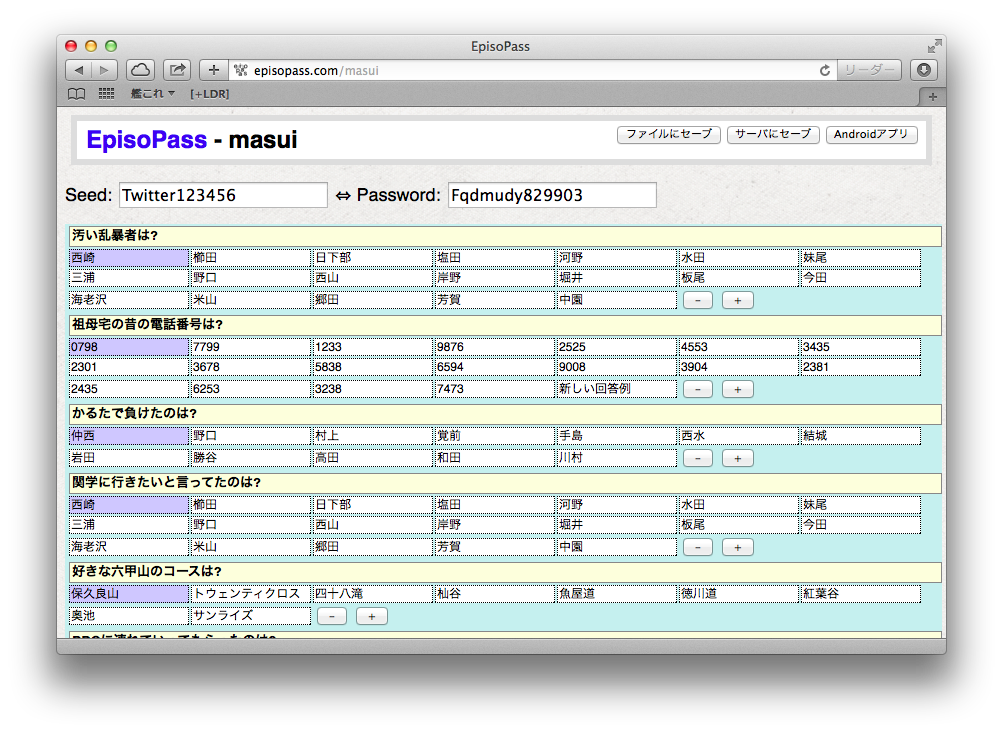 EpisoPass
episopass.com/masui
リーダー
艦これ ▼ [+LDR]
EpisoPass - masui
ファイルにセーブ サーバにセーブ Androidアプリ
Seed: Twitter123456 ⇔ Password: Fqdmudy829903
汚い乱暴者は?
西崎 櫛田 日下部 塩田 河野 水田 妹尾
三浦 野口 西山 岸野 堀井 板尾 今田
海老沢 米山 郷田 芳賀 中園 - +
祖母宅の昔の電話番号は?
0798 7799 1233 9876 2525 4553 3435
2301 3678 5838 6594 9008 3904 2381
2435 6253 3238 7473 新しい回答例 - +
かるたで負けたのは?
仲西 野口 村上 覚前 手島 西水 結城
岩田 勝谷 高田 和田 川村 - +
関学に行きたいと言ってたのは?
西崎 櫛田 日下部 塩田 河野 水田 妹尾
三浦 野口 西山 岸野 堀井 板尾 今田
海老沢 米山 郷田 芳賀 中園 - +
好きな六甲山のコースは?
保久良山 トウェンティクロス 四十八滝 杣谷 魚屋道 徳川道 紅葉谷
奥池 サンライズ - +